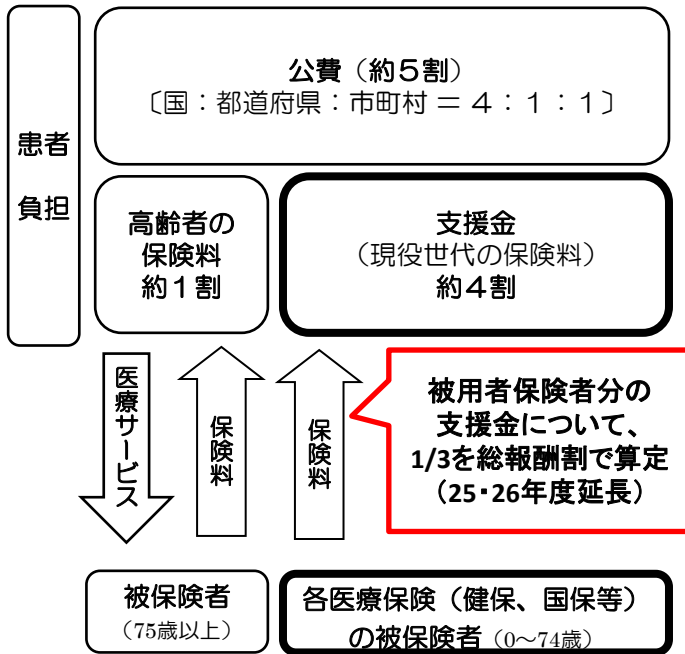 公費（約５割）
〔国：都道府県：市町村 ＝ ４：１：１〕
患者
負担
高齢者の
保険料
約１割
支援金
（現役世代の保険料）
約４割
医療サービス
保険料
保険料
被用者保険者分の
支援金について、
1/3を総報酬割で算定
（25・26年度延長）
被保険者
（75歳以上）
各医療保険（健保、国保等）
の被保険者（0～74歳）